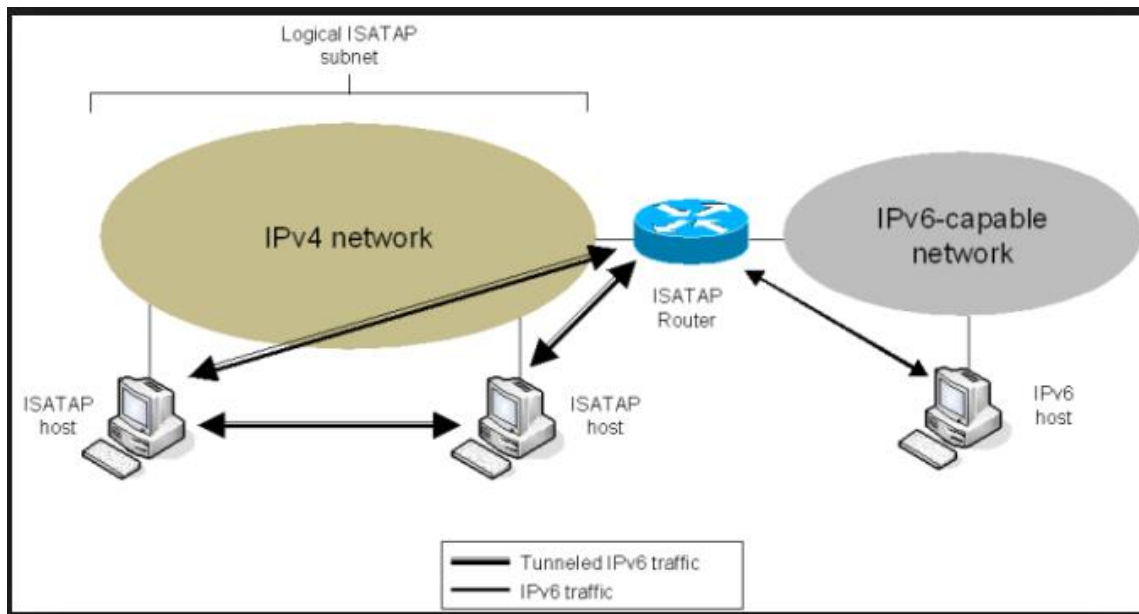 Logical ISATAP
subnet
IPv4 network
IPv6-capable
network
ISATAP
Router
ISATAP
host
ISATAP
host
IPv6
host
Tunneled IPv6 traffic
IPv6 traffic